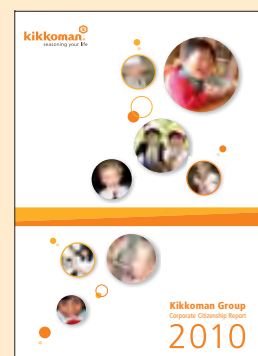 kikkoman
seasoning your life
Kikkoman Group
Corporate Citizenship Report
2010